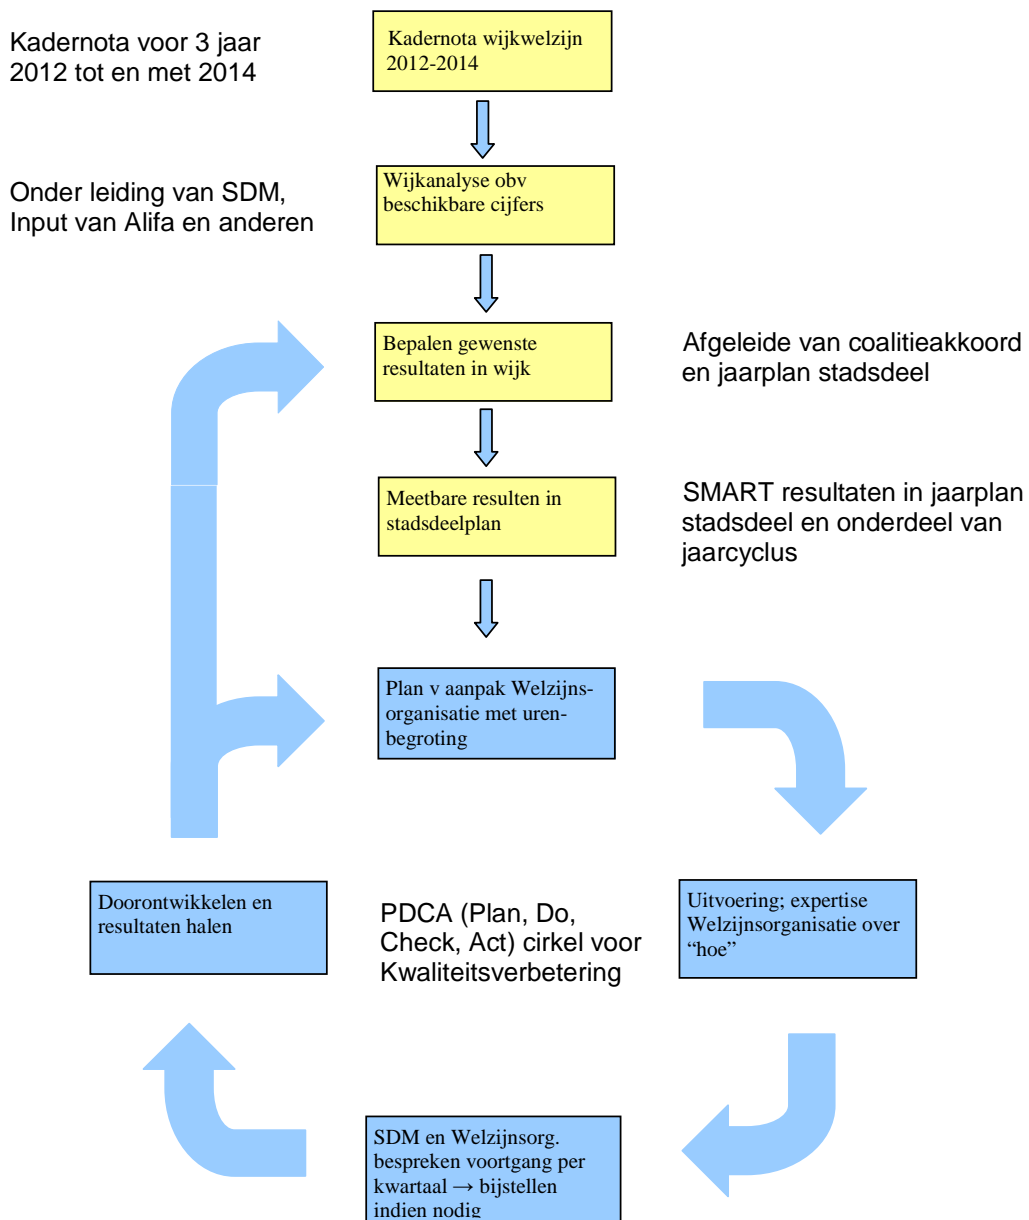 Kadernota voor 3 jaar
2012 tot en met 2014
Kadernota wijkwelzijn
2012-2014
Onder leiding van SDM,
Input van Alifa en anderen
Wijkanalyse obv
beschikbare cijfers
Bepalen gewenste
resultaten in wijk
Afgeleide van coalitieakkoord
en jaarplan stadsdeel
Meetbare resulten in
stadsdeelplan
SMART resultaten in jaarplan
stadsdeel en onderdeel van
jaarcyclus
Plan v aanpak Welzijns-
organisatie met uren-
begroting
Doorontwikkelen en
resultaten halen
PDCA (Plan, Do,
Check, Act) cirkel voor
Kwaliteitsverbetering
Uitvoering; expertise
Welzijnsorganisatie over
“hoe”
SDM en Welzijnsorg.
bespreken voortgang per
kwartaal → bijstellen
indien nodig